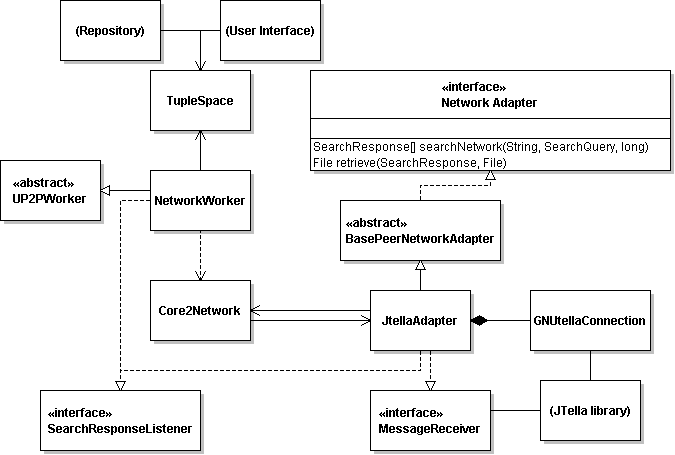 (Repository)
(User Interface)
TupleSpace
«interface»
Network Adapter
SearchResponse[] searchNetwork(String, SearchQuery, long)
File retrieve(SearchResponse, File)
«abstract»
UP2PWorker
NetworkWorker
«abstract»
BasePeerNetworkAdapter
Core2Network
JtellaAdapter
GNUtellaConnection
«interface»
SearchResponseListener
«interface»
MessageReceiver
(JTella library)